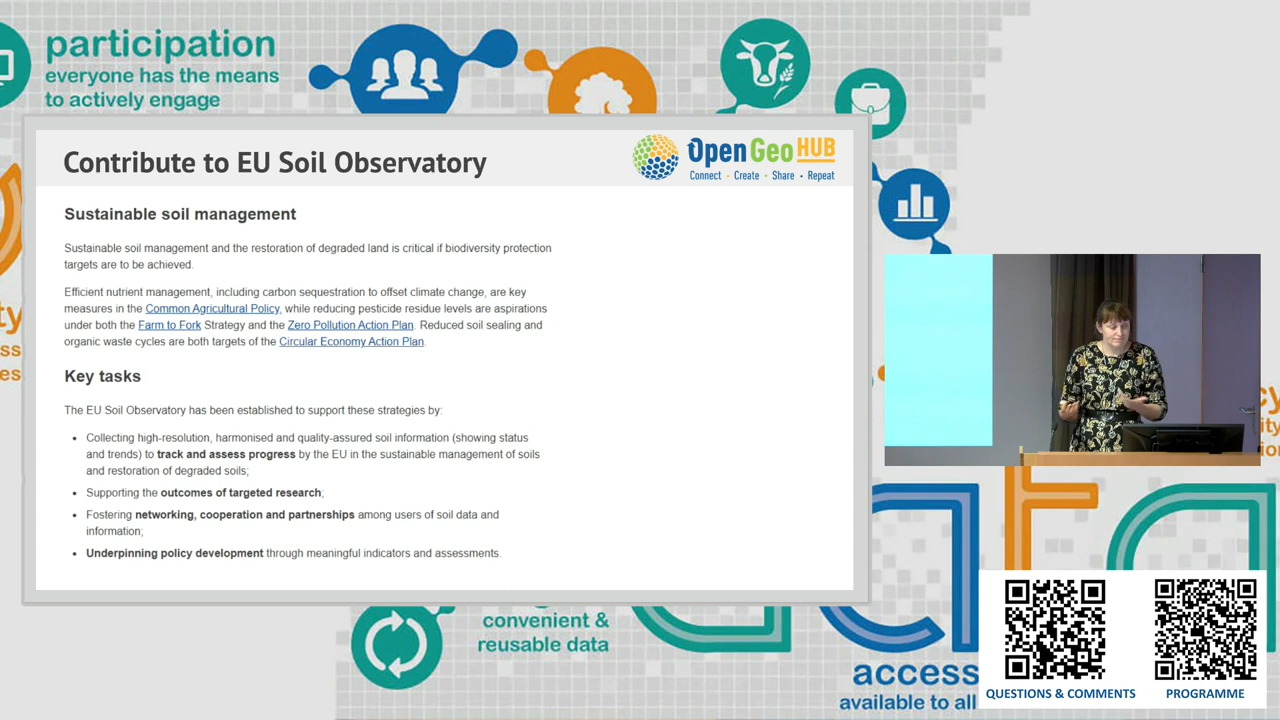 participation
everyone has the means
to actively engage
Contribute to EU Soil Observatory
OpenGeoHUB
Connect • Create • Share • Repeat
Sustainable soil management
Sustainable soil management and the restoration of degraded land is critical if biodiversity protection
targets are to be achieved.
Efficient nutrient management, including carbon sequestration to offset climate change, are key
measures in the Common Agricultural Policy, while reducing pesticide residue levels are aspirations
under both the Farm to Fork Strategy and the Zero Pollution Action Plan. Reduced soil sealing and
organic waste cycles are both targets of the Circular Economy Action Plan.
Key tasks
The EU Soil Observatory has been established to support these strategies by:
• Collecting high-resolution, harmonised and quality-assured soil information (showing status
and trends) to track and assess progress by the EU in the sustainable management of soils
and restoration of degraded soils;
• Supporting the outcomes of targeted research;
• Fostering networking, cooperation and partnerships among users of soil data and
information;
• Underpinning policy development through meaningful indicators and assessments.
convenient &
reusable data
access
available to all
QUESTIONS & COMMENTS
PROGRAMME